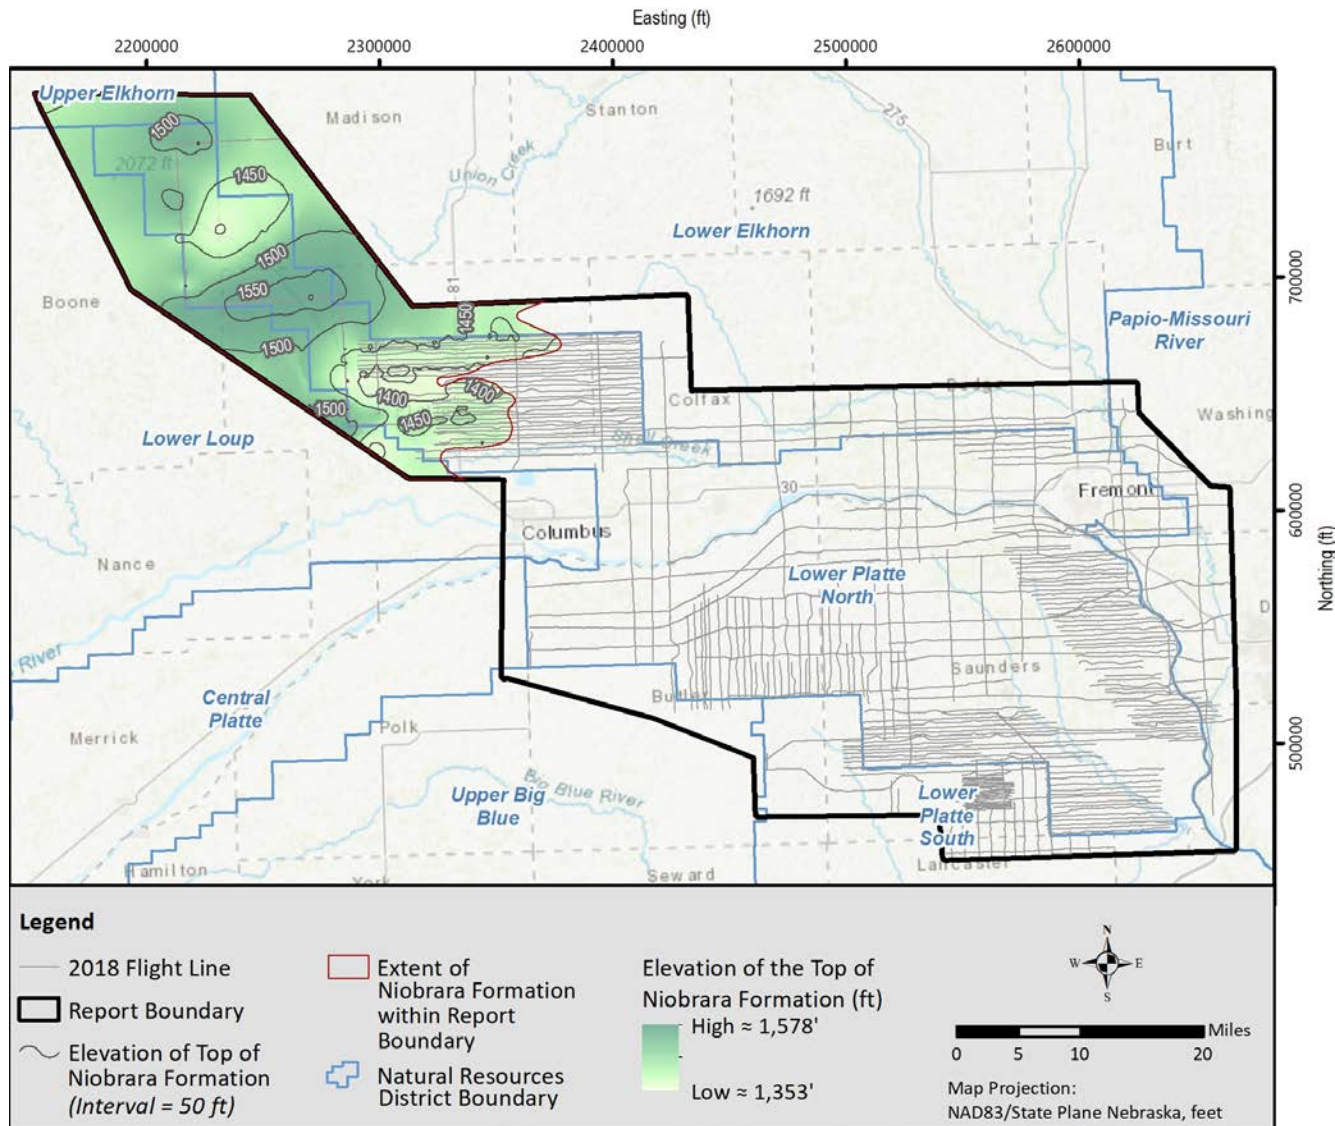 Easting (ft)
2200000
2300000
2400000
2500000
2600000
Upper Elkhorn
Madison
Stanton
275
Burt
1500
2072 ft
Union Creek
1450
1692 ft
Lower Elkhorn
1500
700000
1550
81
Boone
1450
Papio-Missouri
River
1500
1400
1400
Dodge
Colfax
Washing
1500
1450
Lower Loup
Shell Creek
30
Fremont
600000
Columbus
Northing (ft)
Nance
Lower Platte
North
D
River
Saunders
Central
Platte
Butler
Merrick
Polk
500000
Big Blue River
Upper Big
Blue
Lower
Platte
South
Hamilton
York
Seward
Lancaster
Legend
2018 Flight Line
Report Boundary
Elevation of Top of
Niobrara Formation
(Interval = 50 ft)
Extent of
Niobrara Formation
within Report
Boundary
Natural Resources
District Boundary
Elevation of the Top of
Niobrara Formation (ft)
High ≈ 1,578'
Low ≈ 1,353'
N
W
E
S
Miles
0
5
10
20
Map Projection:
NAD83/State Plane Nebraska, feet